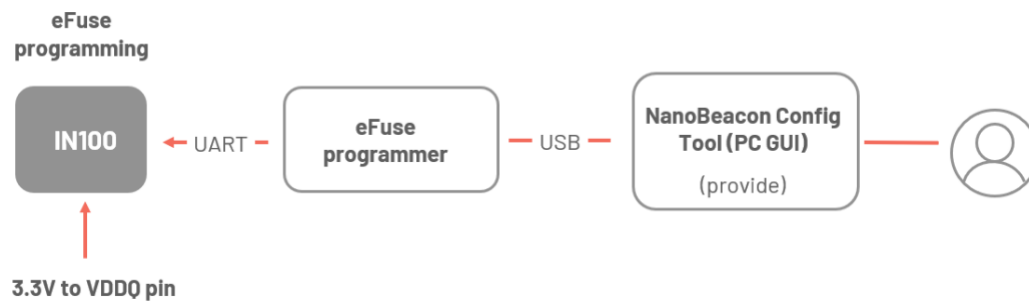 eFuse
programming
IN100
UART
eFuse
programmer
USB
NanoBeacon Config
Tool (PC GUI)
(provide)
3.3V to VDDQ pin